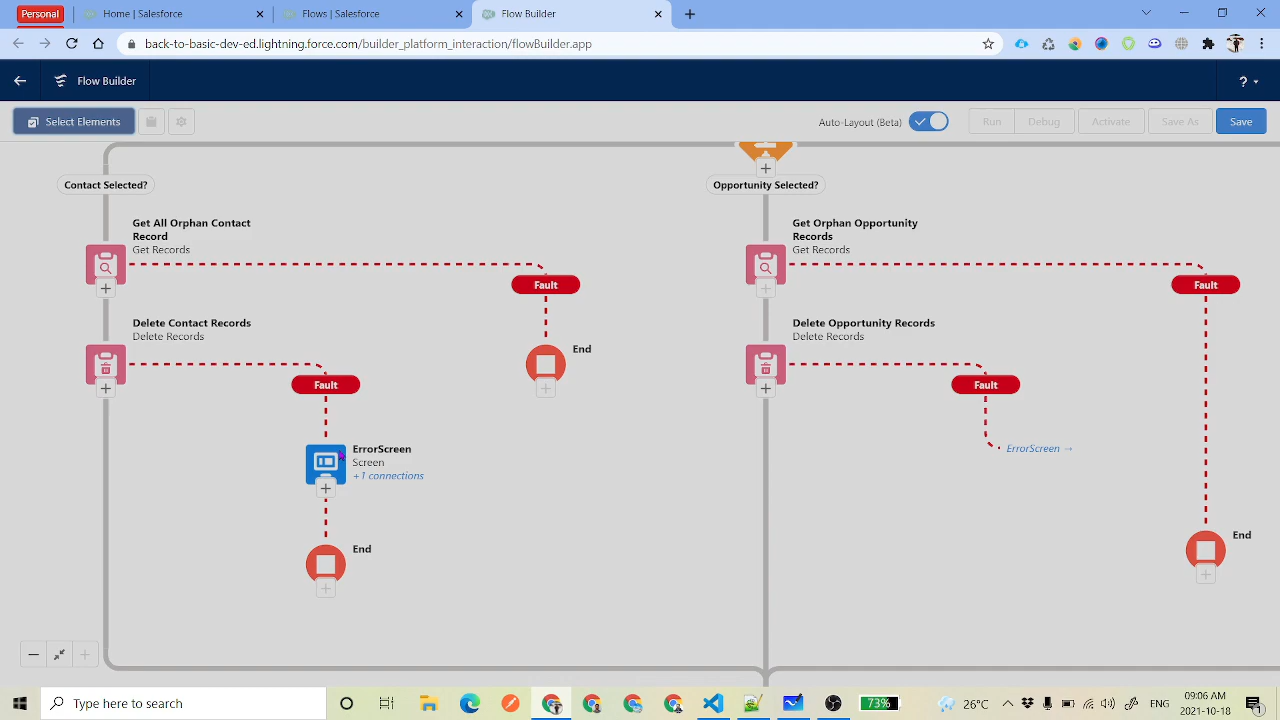 Personal
Home | Salesforce
Flows | Salesforce
Flow Builder
back-to-basic-dev-ed.lightning.force.com/builder_platform_interaction/flowBuilder.app
Flow Builder
?
Select Elements
Auto-Layout (Beta)
Run
Debug
Activate
Save As
Save
Contact Selected?
Opportunity Selected?
Get All Orphan Contact
Record
Get Records
Get Orphan Opportunity
Records
Get Records
Fault
Fault
Delete Contact Records
Delete Records
Delete Opportunity Records
Delete Records
End
Fault
Fault
ErrorScreen
Screen
+1 connections
ErrorScreen →
End
End
Type here to search
73%
26°C
ENG
09:06 AM
2021-10-18
1